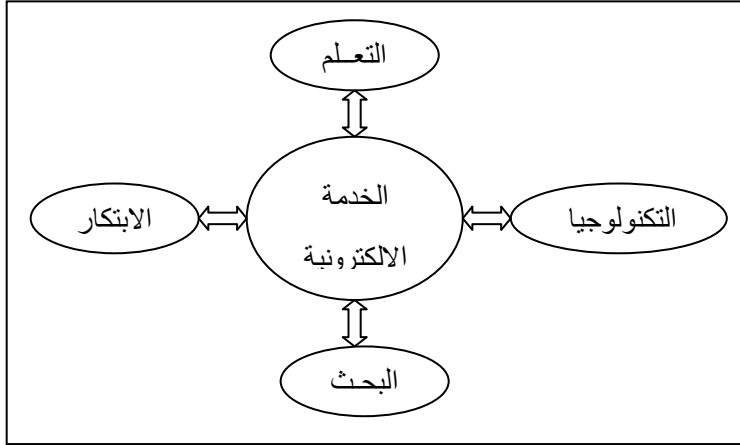 التعلم
الخدمة
الالكترونية
التكنولوجيا
الابتكار
البحث